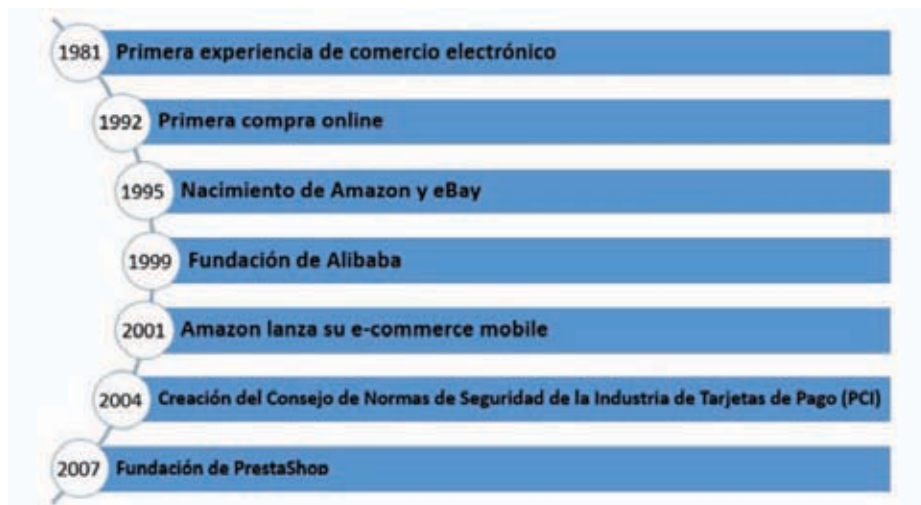 1981 Primera experiencia de comercio electrónico
1992 Primera compra online
1995 Nacimiento de Amazon y eBay
1999 Fundación de Alibaba
2001 Amazon lanza su e-commerce mobile
2004 Creación del Consejo de Normas de Seguridad de la Industria de Tarjetas de Pago (PCI)
2007 Fundación de PrestaShop